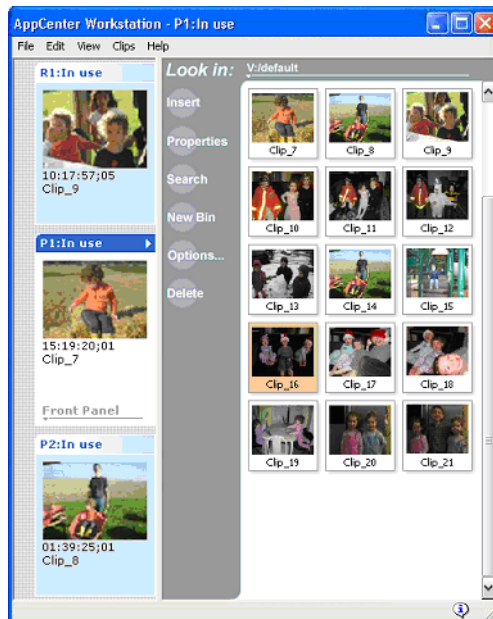 AppCenter Workstation - P1:In use
File Edit View Clips Help
R1:In use
10:17:57;05
Clip_9
P1:In use
15:19:20;01
Clip_7
Front Panel
P2:In use
01:39:25;01
Clip_8
Look in: V:/default
Insert
Properties
Search
New Bin
Options...
Delete
Clip_7 Clip_8 Clip_9
Clip_10 Clip_11 Clip_12
Clip_13 Clip_14 Clip_15
Clip_16 Clip_17 Clip_18
Clip_19 Clip_20 Clip_21